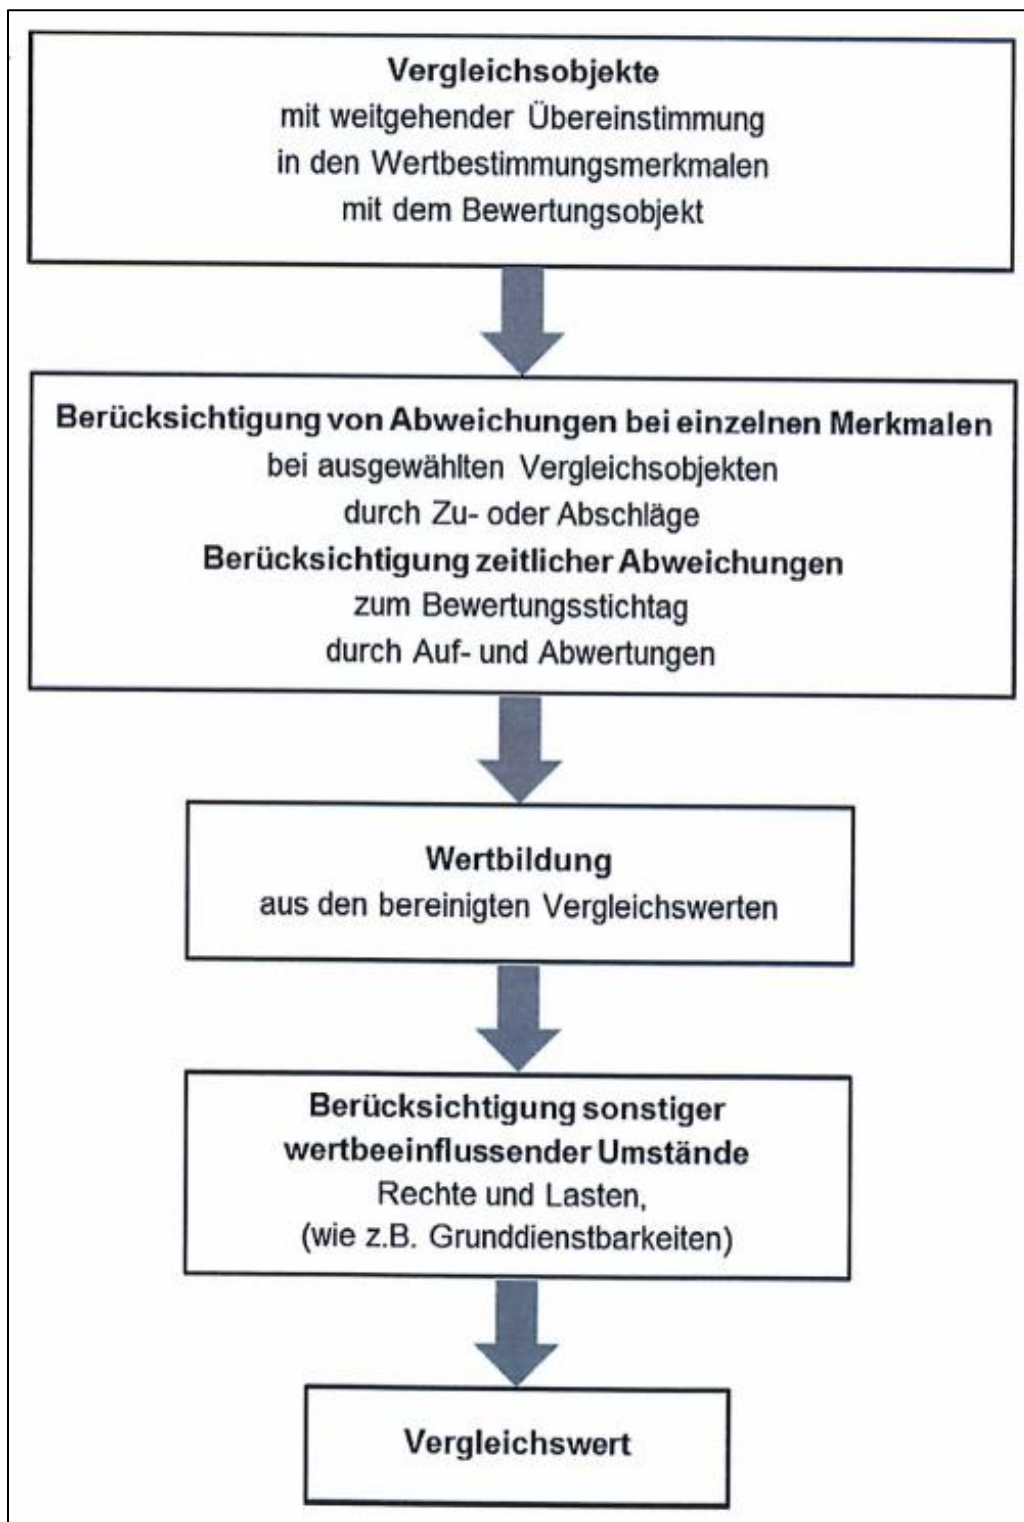 Vergleichsobjekte
mit weitgehender Übereinstimmung
in den Wertbestimmungsmerkmalen
mit dem Bewertungsobjekt
Berücksichtigung von Abweichungen bei einzelnen Merkmalen
bei ausgewählten Vergleichsobjekten
durch Zu- oder Abschläge
Berücksichtigung zeitlicher Abweichungen
zum Bewertungsstichtag
durch Auf- und Abwertungen
Wertbildung
aus den bereinigten Vergleichswerten
Berücksichtigung sonstiger
wertbeeinflussender Umstände
Rechte und Lasten,
(wie z.B. Grunddienstbarkeiten)
Vergleichswert